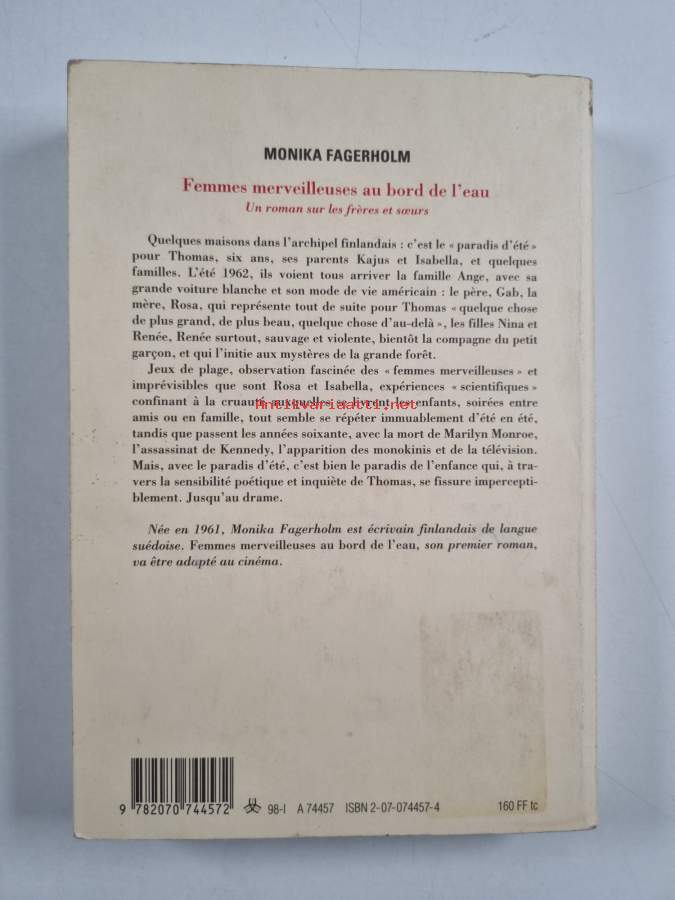 MONIKA FAGERHOLM
Femmes merveilleuses au bord de l'eau
Un roman sur les frères et sœurs
Quelques maisons dans l'archipel finlandais : c'est le « paradis d'été »
pour Thomas, six ans, ses parents Kajus et Isabella, et quelques
familles. L'été 1962, ils voient tous arriver la famille Ange, avec sa
grande voiture blanche et son mode de vie américain : le père, Gab, la
mère, Rosa, qui représente tout de suite pour Thomas « quelque chose
de plus grand, de plus beau, quelque chose d'au-delà », les filles Nina et
Renée, Renée surtout, sauvage et violente, bientôt la compagne du petit
garçon, et qui l'initie aux mystères de la grande forêt.
Jeux de plage, observation fascinée des « femmes merveilleuses » et
imprévisibles que sont Rosa et Isabella, expériences « scientifiques »
confinant à la cruauté auxquelles se livrent les enfants, soirées entre
Antikvariaatti.net
amis ou en famille, tout semble se répéter immuablement d'été en été,
tandis que passent les années soixante, avec la mort de Marilyn Monroe,
l'assassinat de Kennedy, l'apparition des monokinis et de la télévision.
Mais, avec le paradis d'été, c'est bien le paradis de l'enfance qui, à tra-
vers la sensibilité poétique et inquiète de Thomas, se fissure impercepti-
blement. Jusqu'au drame.
Née en 1961, Monika Fagerholm est écrivain finlandais de langue
suédoise. Femmes merveilleuses au bord de l'eau, son premier roman,
va être adapté au cinéma.
9 782070 744572 98-I A 74457 ISBN 2-07-074457-4 160 FF tc